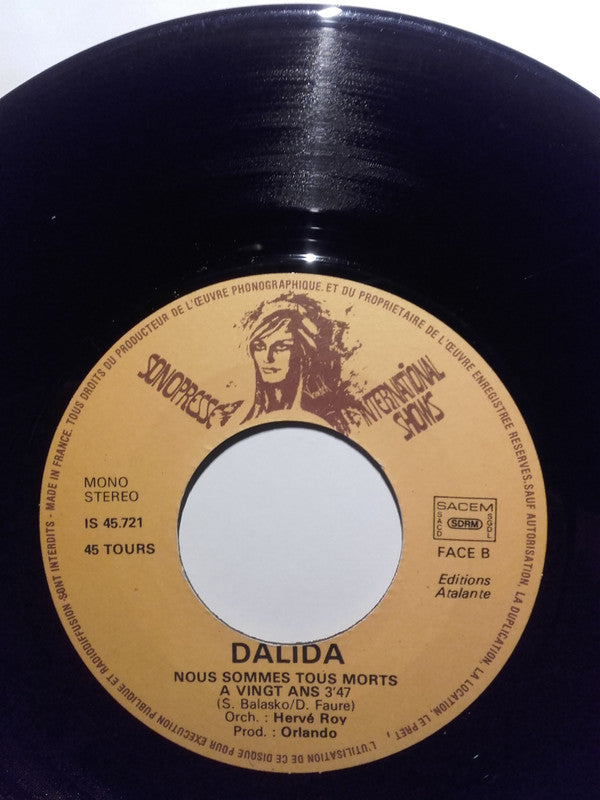 SONT INTERDITS - MADE IN FRANCE. TOUS DROITS DU PRODUCTEUR DE L'ŒUVRE PHONOGRAPHIQUE. ET DU PROPRIETAIRE DE L'ŒUVRE ENREGISTREE RESERVES. SAUF AUTORISATION, LA DUPLICATION, LA LOCATION, LE PRET, L'UTILISATION DE CE DISQUE POUR EXECUTION PUBLIQUE ET RADIODIFFUSION
SONOPRESSE
INTERNATIONAL
SHOWS
MONO
STEREO
IS 45.721
45 TOURS
SACEM
SACD
SDRM
SGDL
FACE B
Editions
Atalante
DALIDA
NOUS SOMMES TOUS MORTS
A VINGT ANS 3'47
(S. Balasko/D. Faure)
Orch. : Hervé Roy
Prod. : Orlando